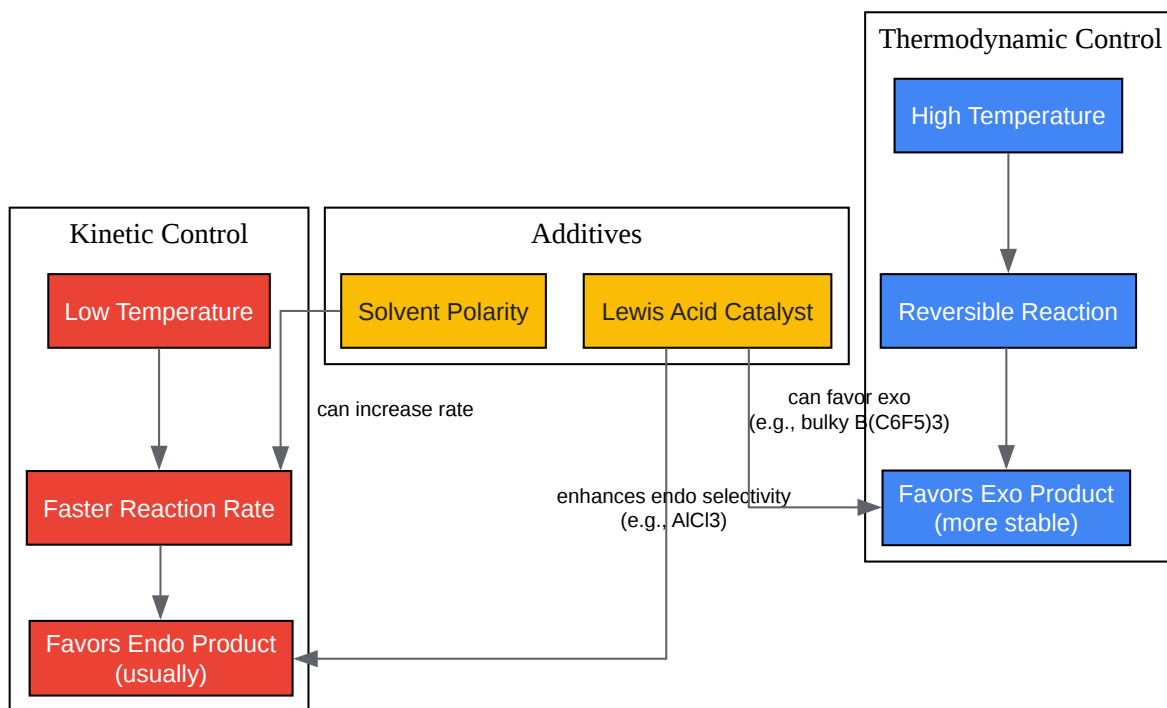 Thermodynamic Control
High Temperature
Kinetic Control
Additives
Low Temperature
Solvent Polarity
Lewis Acid Catalyst
Reversible Reaction
can increase rate
can favor exo
(e.g., bulky B(C6F5)3)
Faster Reaction Rate
enhances endo selectivity
(e.g., AlCl3)
Favors Exo Product
(more stable)
Favors Endo Product
(usually)